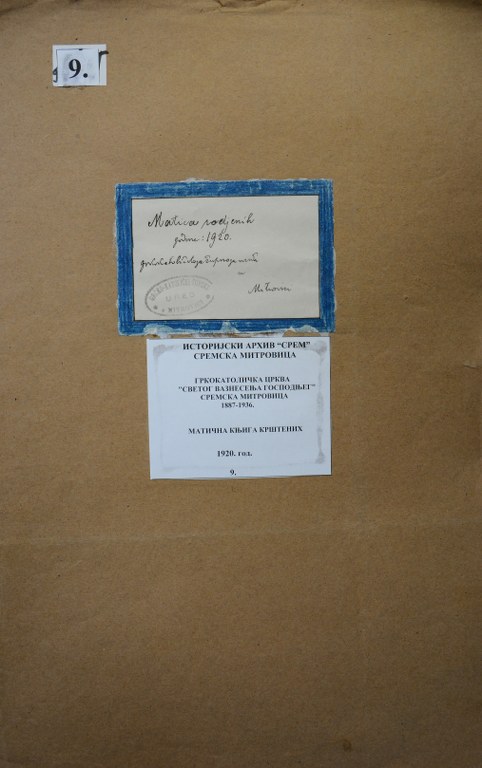 9.
Matica rodjenih
godine: 1920.
ИСТОРИЈСКИ АРХИВ “СРЕМ”
СРЕМСКА МИТРОВИЦА
ГРКОКАТОЛИЧКА ЦРКВА
"СВЕТОГ ВАЗНЕСЕЊА ГОСПОДЊЕГ"
СРЕМСКА МИТРОВИЦА
1887-1936.
МАТИЧНА КЊИГА КРШТЕНИХ
1920. год.
9.